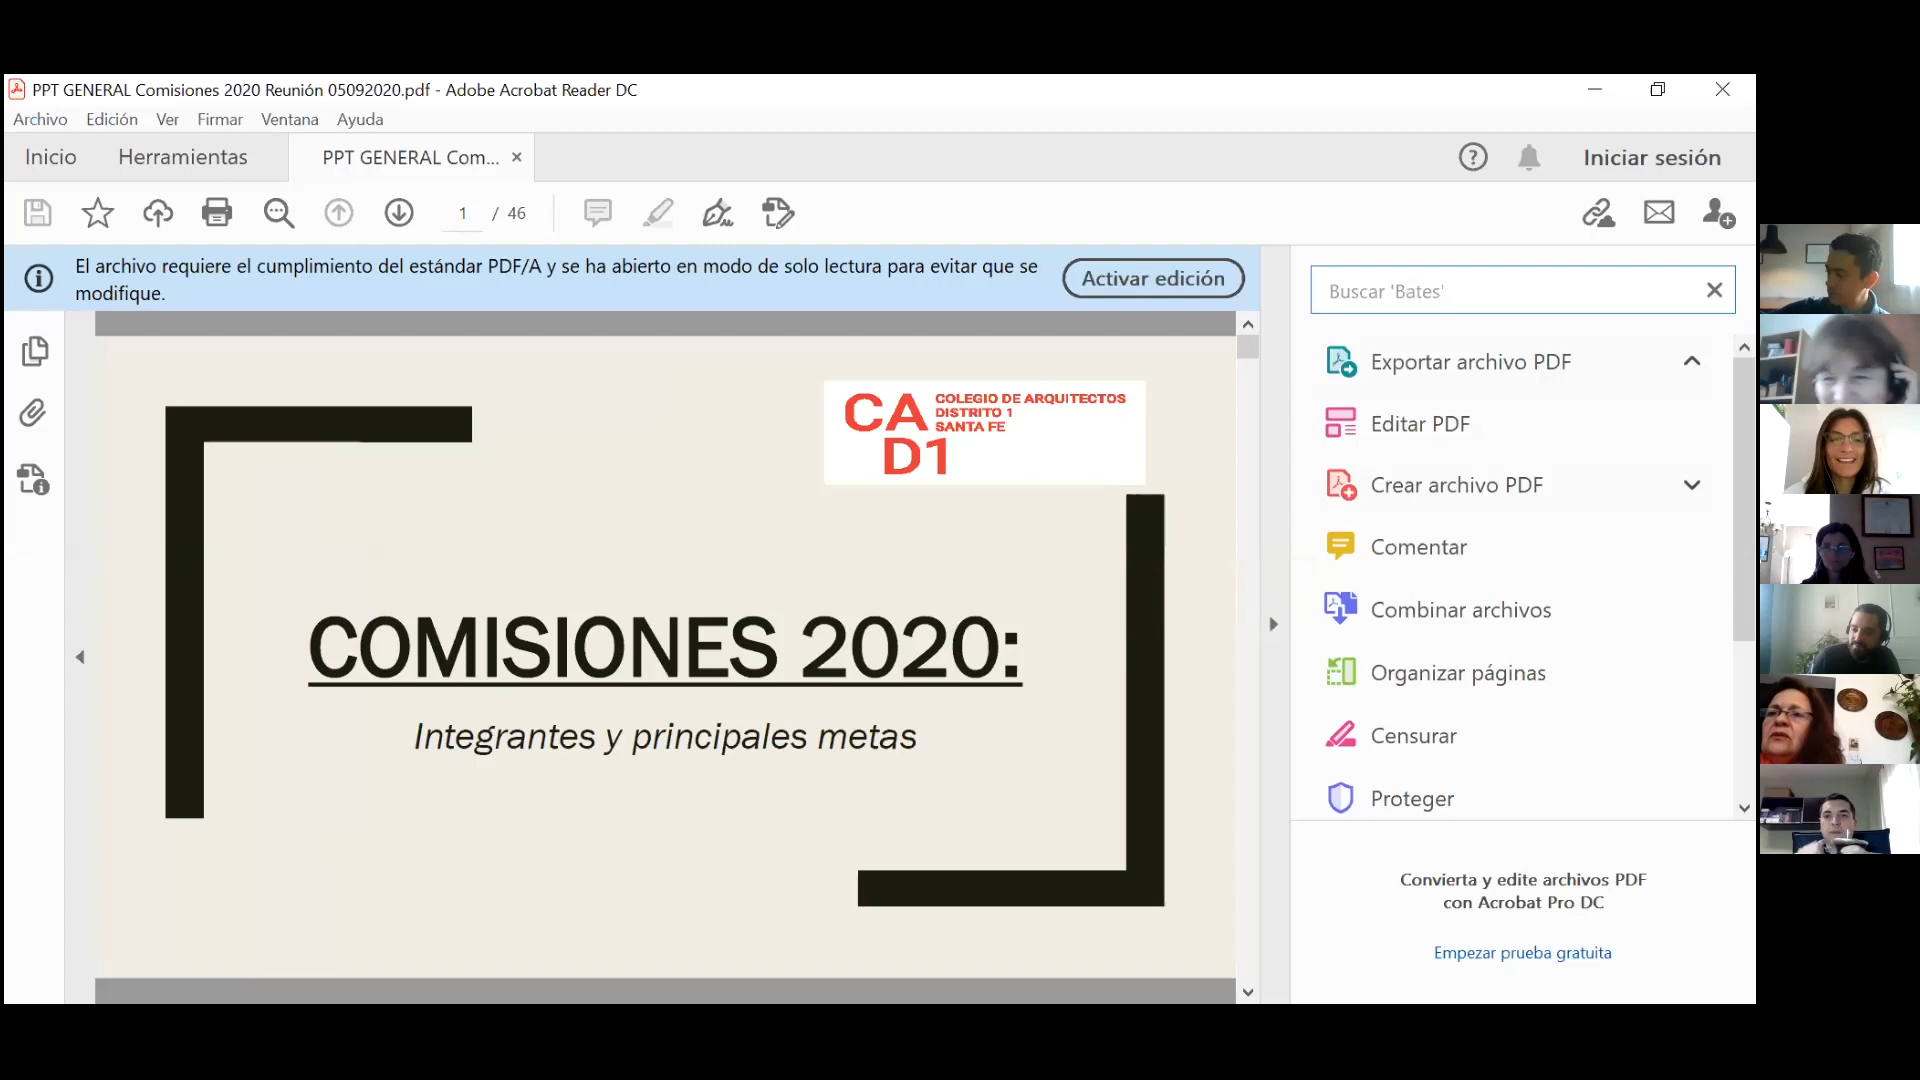 PPT GENERAL Comisiones 2020 Reunión 05092020.pdf - Adobe Acrobat Reader DC
Archivo Edición Ver Firmar Ventana Ayuda
Inicio Herramientas PPT GENERAL Com... Iniciar sesión
1 / 46
El archivo requiere el cumplimiento del estándar PDF/A y se ha abierto en modo de solo lectura para evitar que se
modifique.
Activar edición
CA
D1
COLEGIO DE ARQUITECTOS
DISTRITO 1
SANTA FE
COMISIONES 2020:
Integrantes y principales metas
Buscar 'Bates'
Exportar archivo PDF
Editar PDF
Crear archivo PDF
Comentar
Combinar archivos
Organizar páginas
Censurar
Proteger
Convierta y edite archivos PDF
con Acrobat Pro DC
Empezar prueba gratuita